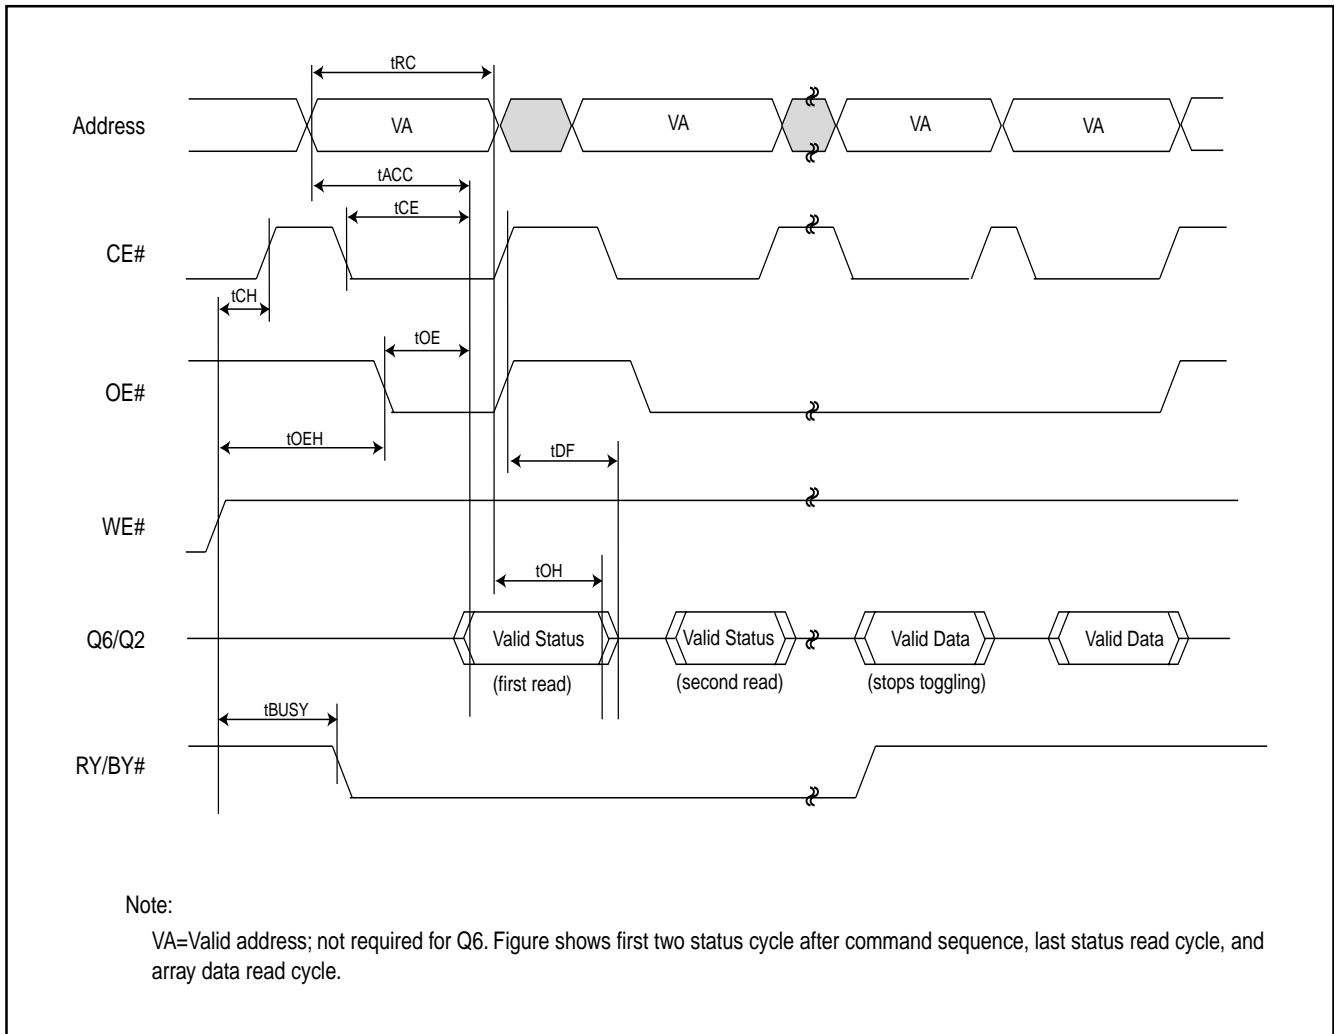 tRC
Address
VA
VA
VA
VA
tACC
tCE
CE#
tCH
tOE
OE#
tOEH
tDF
WE#
tOH
Q6/Q2
Valid Status
Valid Status
Valid Data
Valid Data
(first read)
(second read)
(stops toggling)
tBUSY
RY/BY#
Note:
VA=Valid address; not required for Q6. Figure shows first two status cycle after command sequence, last status read cycle, and
array data read cycle.